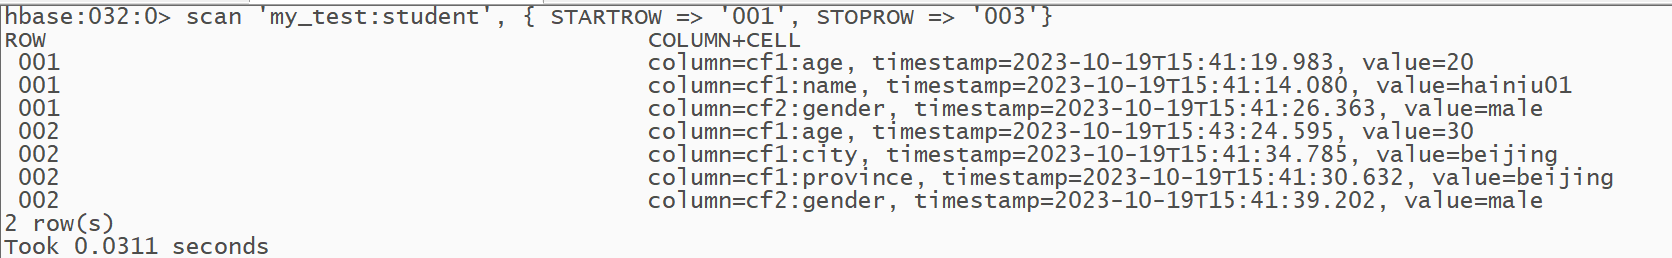 hbase:032:0> scan 'my_test:student', { STARTROW => '001', STOPROW => '003'}
ROW COLUMN+CELL
001 column=cf1:age, timestamp=2023-10-19T15:41:19.983, value=20
001 column=cf1:name, timestamp=2023-10-19T15:41:14.080, value=hainiu01
001 column=cf2:gender, timestamp=2023-10-19T15:41:26.363, value=male
002 column=cf1:age, timestamp=2023-10-19T15:43:24.595, value=30
002 column=cf1:city, timestamp=2023-10-19T15:41:34.785, value=beijing
002 column=cf1:province, timestamp=2023-10-19T15:41:30.632, value=beijing
002 column=cf2:gender, timestamp=2023-10-19T15:41:39.202, value=male
2 row(s)
Took 0.0311 seconds